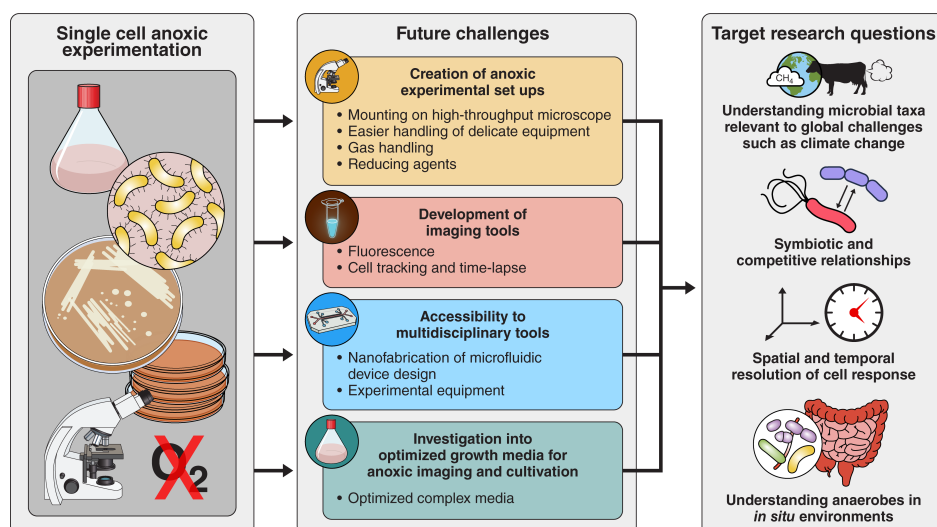 Single cell anoxic
experimentation
O2
Future challenges
Creation of anoxic
experimental set ups
• Mounting on high-throughput microscope
• Easier handling of delicate equipment
• Gas handling
• Reducing agents
Development of
imaging tools
• Fluorescence
• Cell tracking and time-lapse
Accessibility to
multidisciplinary tools
• Nanofabrication of microfluidic
device design
• Experimental equipment
Investigation into
optimized growth media for
anoxic imaging and cultivation
• Optimized complex media
Target research questions
CH4
Understanding microbial taxa
relevant to global challenges
such as climate change
Symbiotic and
competitive relationships
Spatial and temporal
resolution of cell response
Understanding anaerobes in
in situ environments